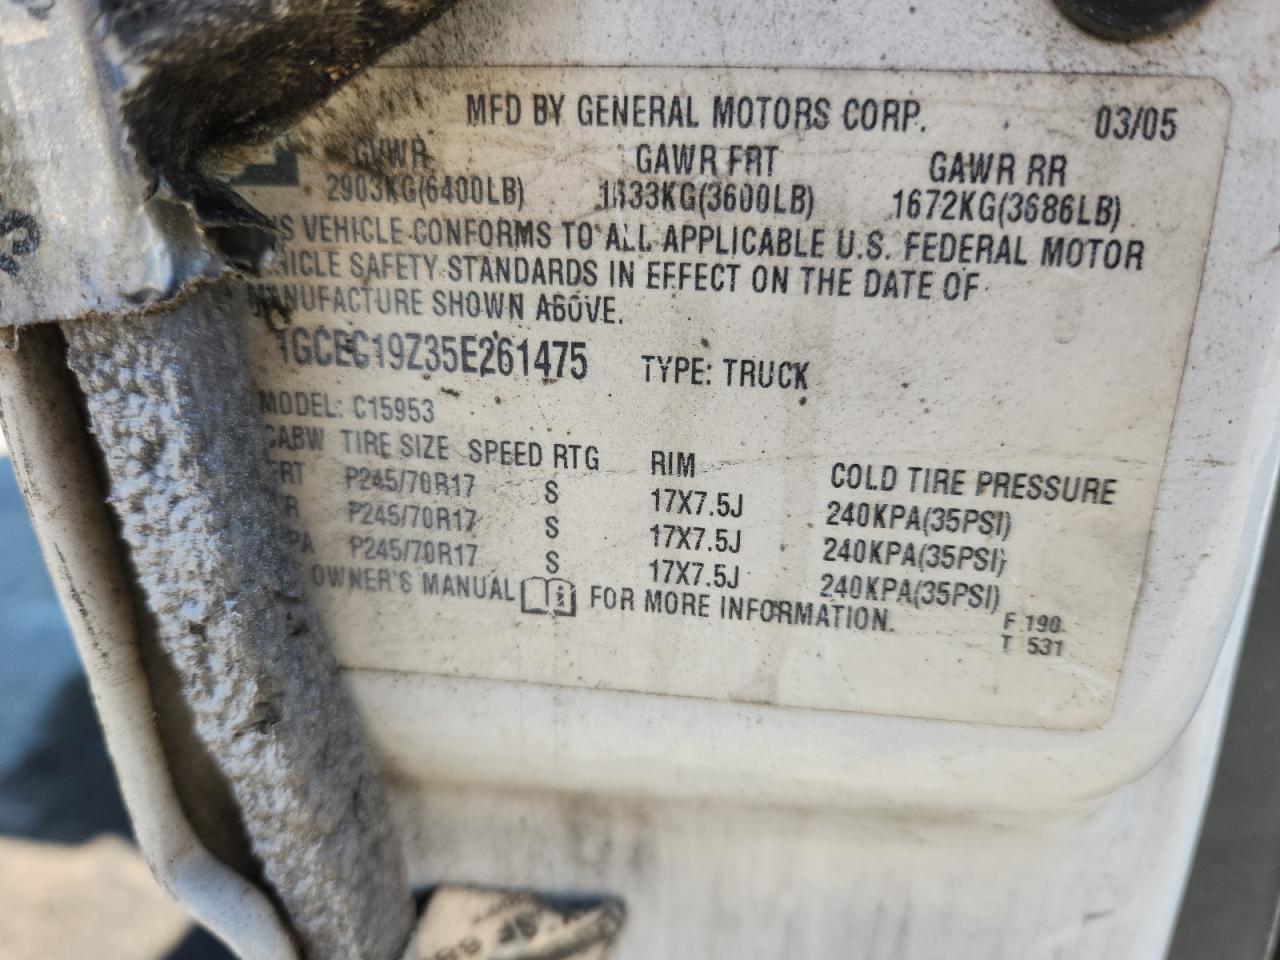 MFD BY GENERAL MOTORS CORP. 03/05
GVWR GAWR FRT GAWR RR
2903KG(6400LB) 1633KG(3600LB) 1672KG(3686LB)
VEHICLE CONFORMS TO ALL APPLICABLE U.S. FEDERAL MOTOR
SAFETY STANDARDS IN EFFECT ON THE DATE OF
MANUFACTURE SHOWN ABOVE.
1GCEC19Z35E261475 TYPE: TRUCK
MODEL: C15953
TIRE SIZE SPEED RTG RIM COLD TIRE PRESSURE
FRT P245/70R17 S 17X7.5J 240KPA(35PSI)
P245/70R17 S 17X7.5J 240KPA(35PSI)
P245/70R17 S 17X7.5J 240KPA(35PSI)
OWNER'S MANUAL FOR MORE INFORMATION.
F 190
T 531